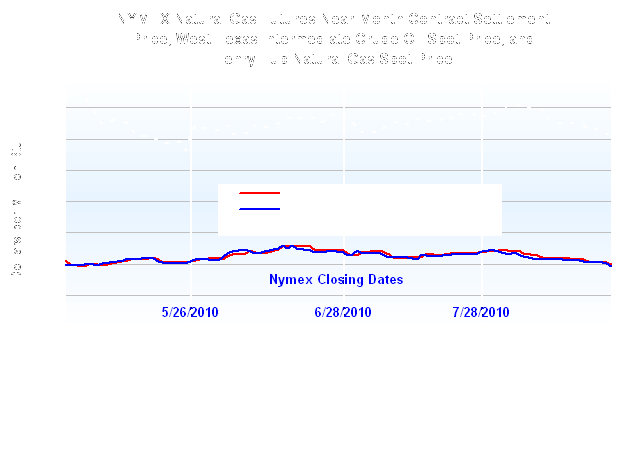 NYMEX Natural Gas Futures Near-Month Contract Settlement
Price, West Texas Intermediate Crude Oil Spot Price, and
Henry Hub Natural Gas Spot Price
Nymex Closing Dates
5/26/2010 6/28/2010 7/28/2010